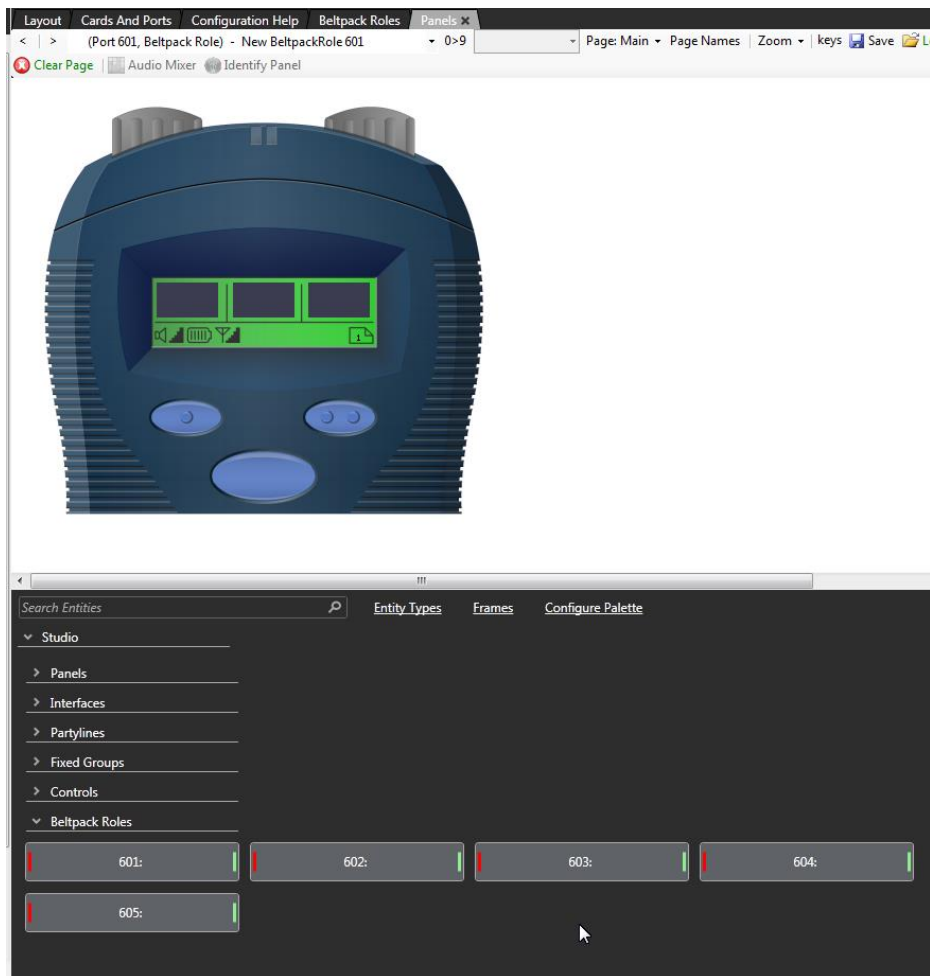 Layout Cards And Ports Configuration Help Beltpack Roles Panels
< | > (Port 601, Beltpack Role) - New BeltpackRole 601 0>9 Page: Main Page Names Zoom keys Save
Clear Page Audio Mixer Identify Panel
1
Search Entities Entity Types Frames Configure Palette
Studio
Panels
Interfaces
Partylines
Fixed Groups
Controls
Beltpack Roles
601: 602: 603: 604:
605: